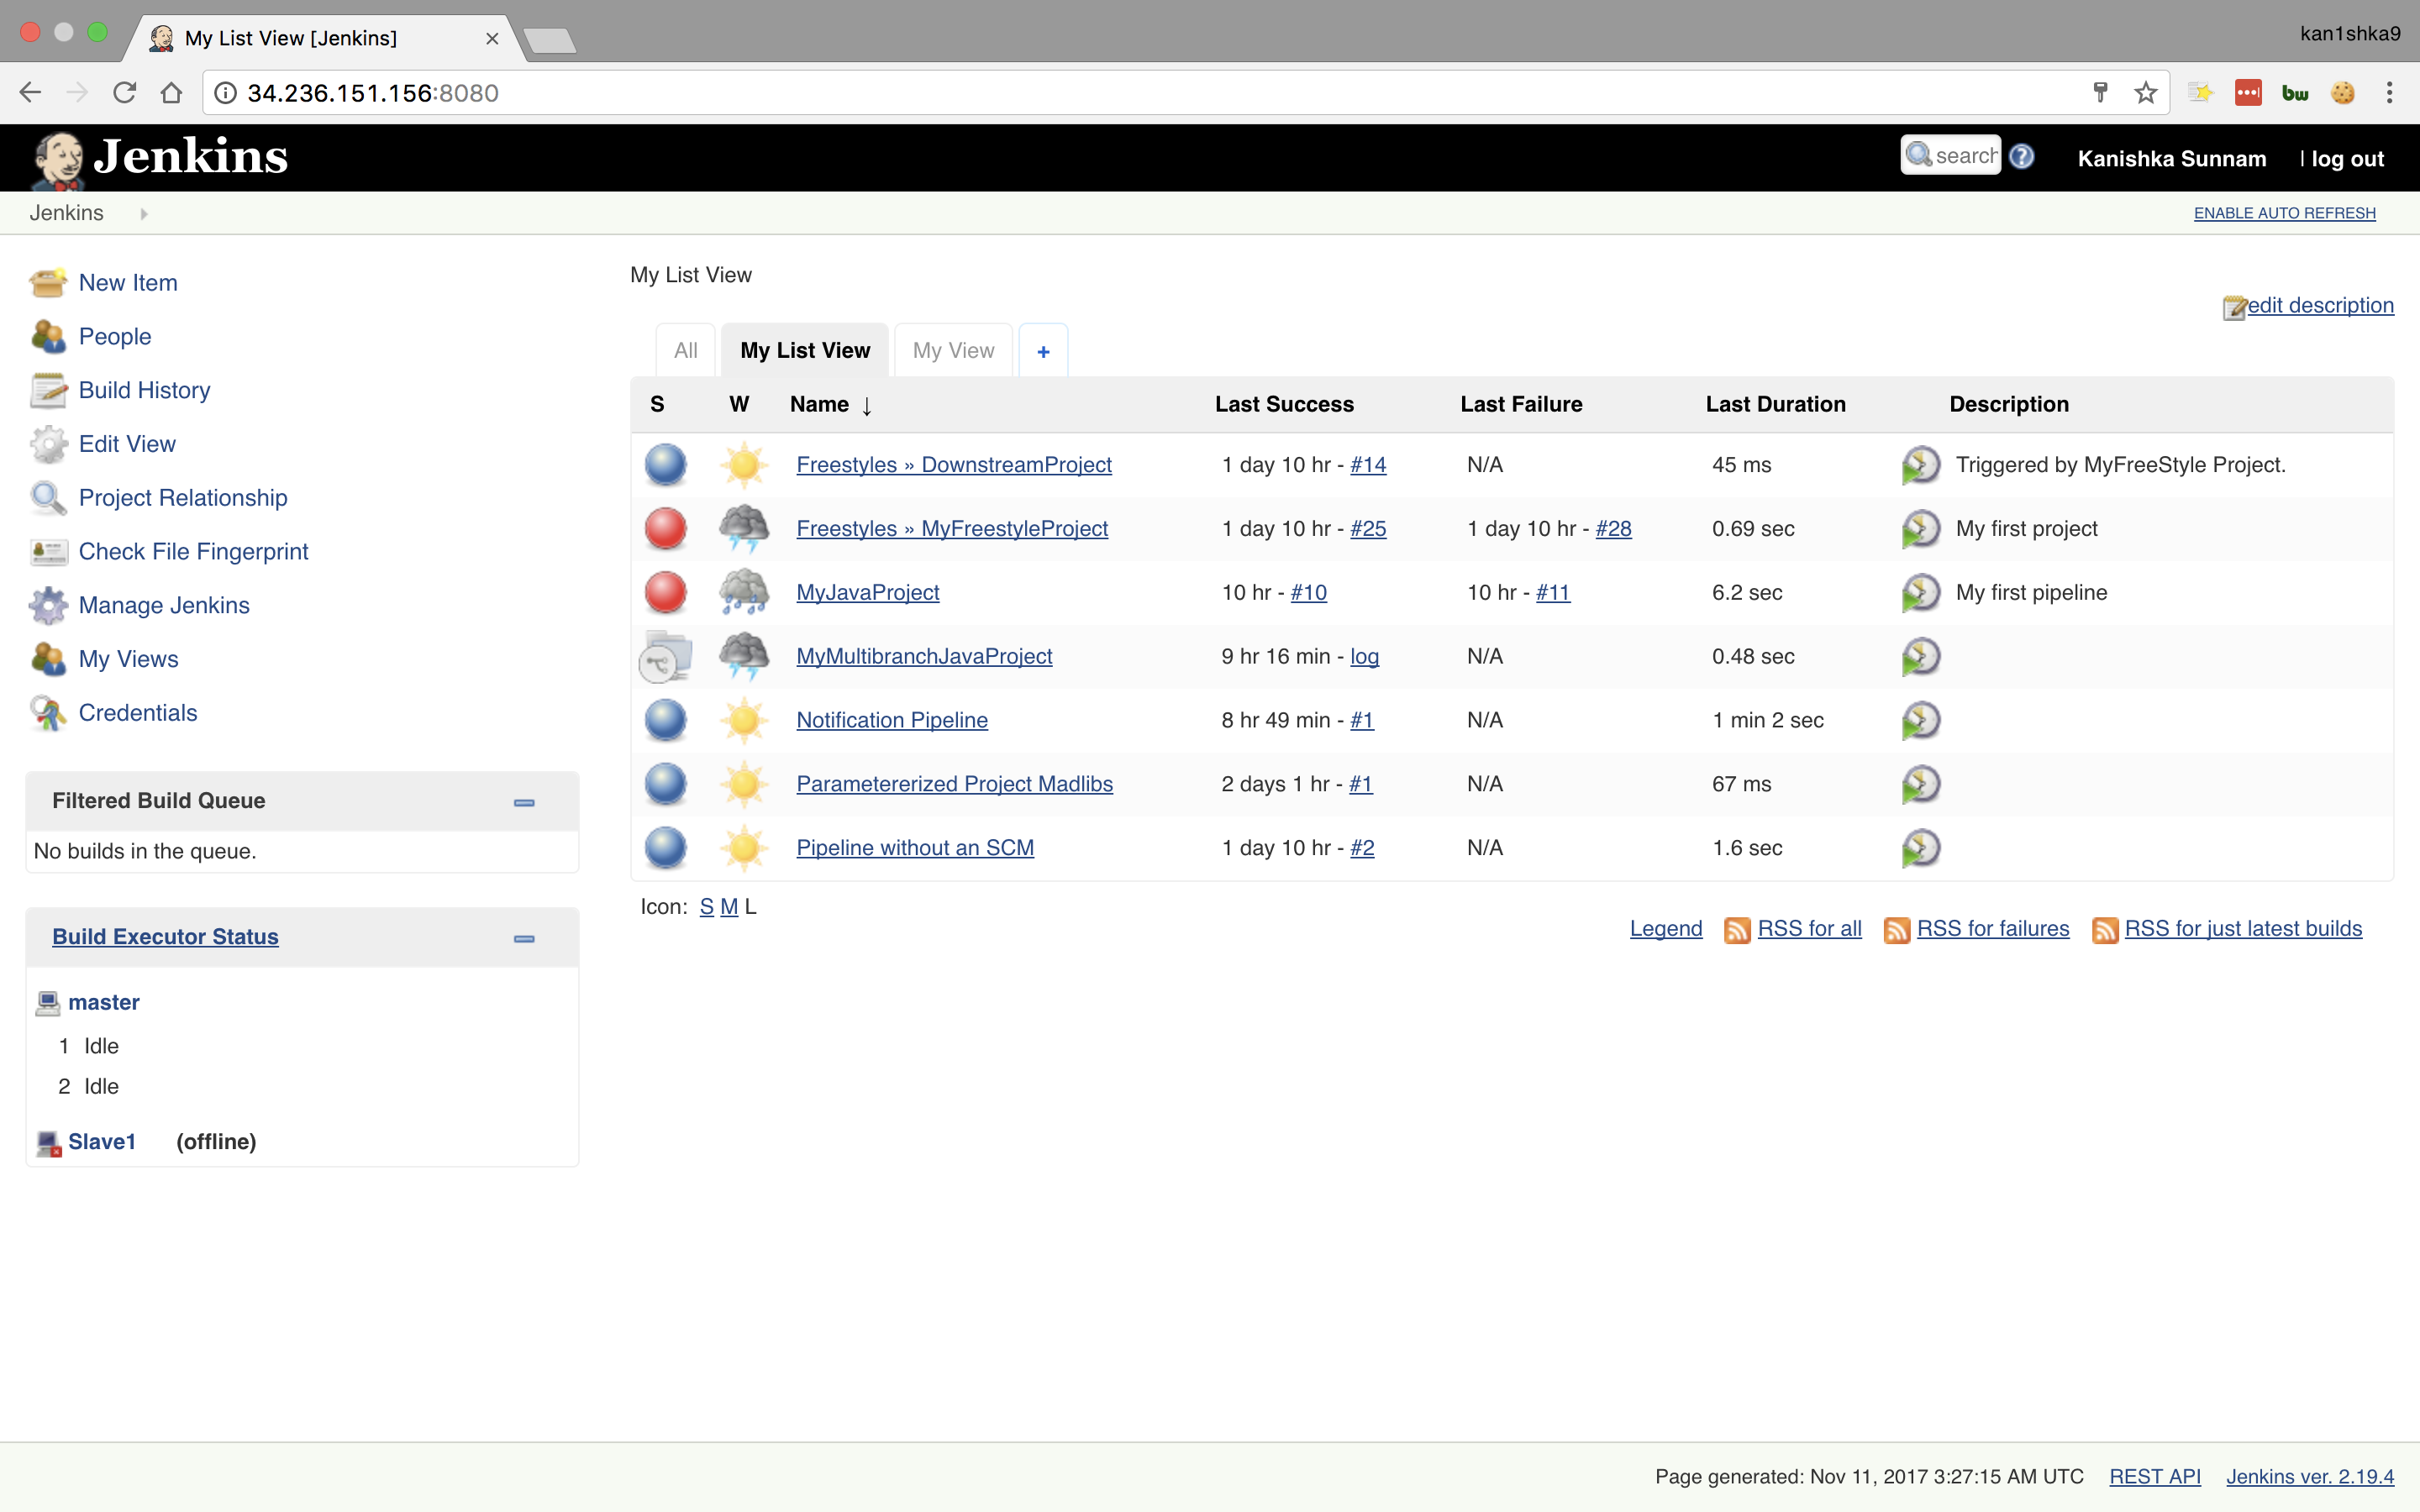 My List View [Jenkins]
kan1shka9
34.236.151.156:8080
bw
Jenkins
search
Kanishka Sunnam
| log out
Jenkins
ENABLE AUTO REFRESH
New Item
People
Build History
Edit View
Project Relationship
Check File Fingerprint
Manage Jenkins
My Views
Credentials
Filtered Build Queue
No builds in the queue.
Build Executor Status
master
1 Idle
2 Idle
Slave1 (offline)
My List View
edit description
All My List View My View +
S W Name ↓ Last Success Last Failure Last Duration Description
Freestyles » DownstreamProject 1 day 10 hr - #14 N/A 45 ms Triggered by MyFreeStyle Project.
Freestyles » MyFreestyleProject 1 day 10 hr - #25 1 day 10 hr - #28 0.69 sec My first project
MyJavaProject 10 hr - #10 10 hr - #11 6.2 sec My first pipeline
MyMultibranchJavaProject 9 hr 16 min - log N/A 0.48 sec
Notification Pipeline 8 hr 49 min - #1 N/A 1 min 2 sec
Parametererized Project Madlibs 2 days 1 hr - #1 N/A 67 ms
Pipeline without an SCM 1 day 10 hr - #2 N/A 1.6 sec
Icon: S M L
Legend RSS for all RSS for failures RSS for just latest builds
Page generated: Nov 11, 2017 3:27:15 AM UTC REST API Jenkins ver. 2.19.4